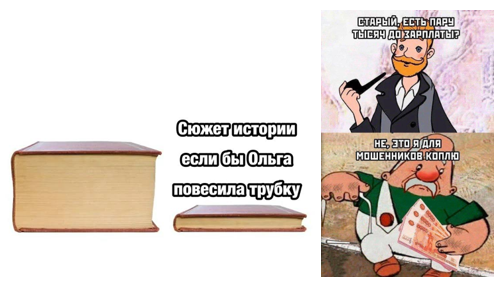 Сюжет истории
если бы Ольга
повесила трубку
СТАРЫЙ, ЕСТЬ ПАРУ
ТЫСЯЧ ДО ЗАРПЛАТЫ?
НЕ, ЭТО Я ДЛЯ
МОШЕННИКОВ КОПЛЮ